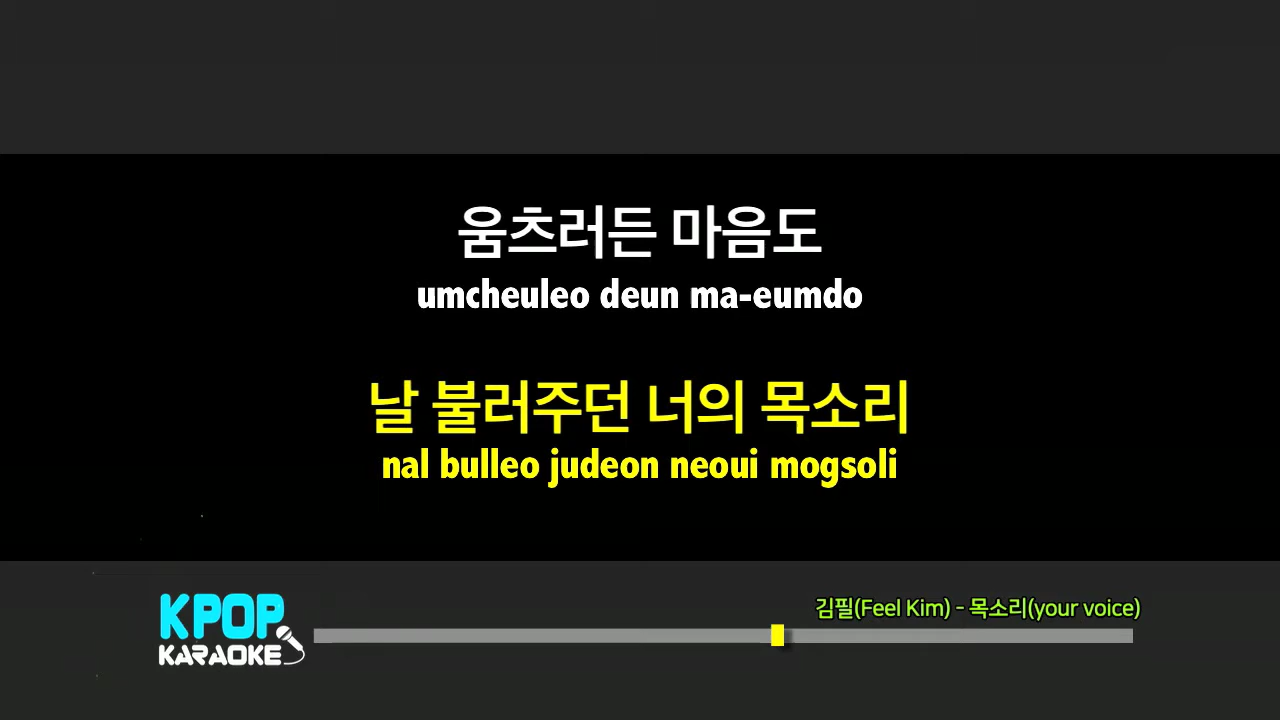 움츠러든 마음도
umcheuleo deun ma-eumdo
날 불러주던 너의 목소리
nal bulleo judeon neoui mogsoli
김필(Feel Kim) - 목소리(your voice)
KPOP
KARAOKE